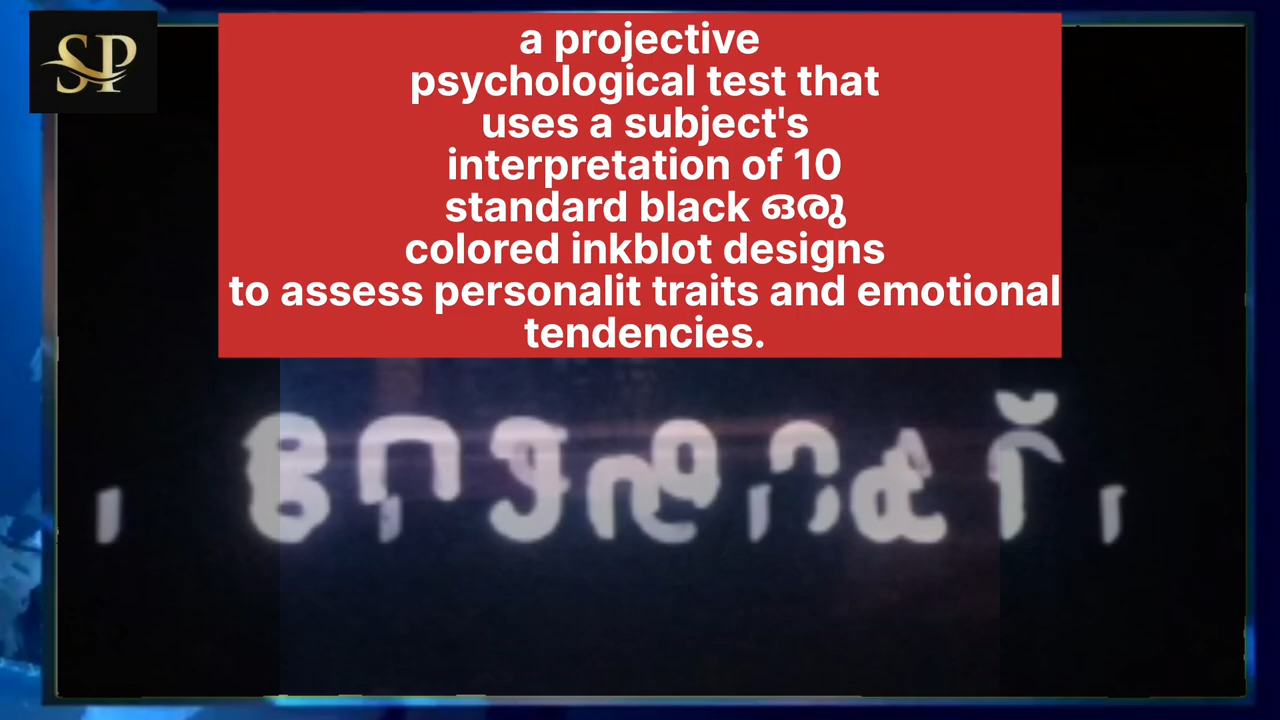 SP
a projective
psychological test that
uses a subject's
interpretation of 10
standard black ഒരു
colored inkblot designs
to assess personalit traits and emotional
tendencies.